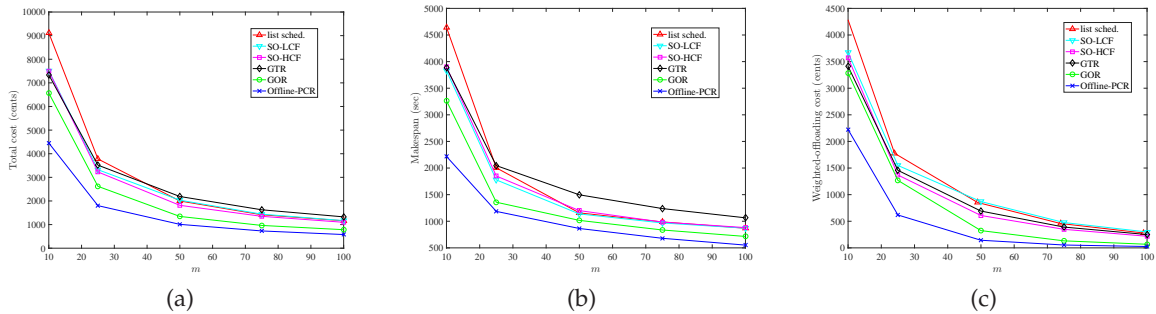 Total cost (cents)
12000
10000
9000
8000
7000
6000
5000
4000
3000
2000
1000
0
10 20 30 40 50 60 70 80 90 100
m
list sched.
SO-LCF
SO-HCF
GTR
GOR
Offline-PCR
(a)
Makespan (sec)
5000
4500
4000
3500
3000
2500
2000
1500
1000
500
10 20 30 40 50 60 70 80 90 100
m
list sched.
SO-LCF
SO-HCF
GTR
GOR
Offline-PCR
(b)
Weighted-offloading cost (cents)
4500
4000
3500
3000
2500
2000
1500
1000
500
0
10 20 30 40 50 60 70 80 90 100
m
list sched.
SO-LCF
SO-HCF
GTR
GOR
Offline-PCR
(c)